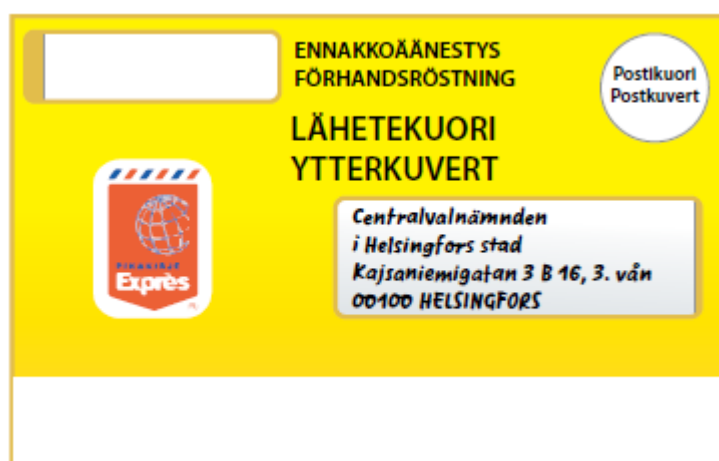 ENNAKKOÄÄNESTYS
FÖRHANDSRÖSTNING
Postikuori
Postkuvert
LÄHETEKUORI
YTTERKUVERT
Centralvalnämnden
i Helsingfors stad
Kajsaniemigatan 3 B 16, 3. vån
00100 HELSINGFORS
Exprès